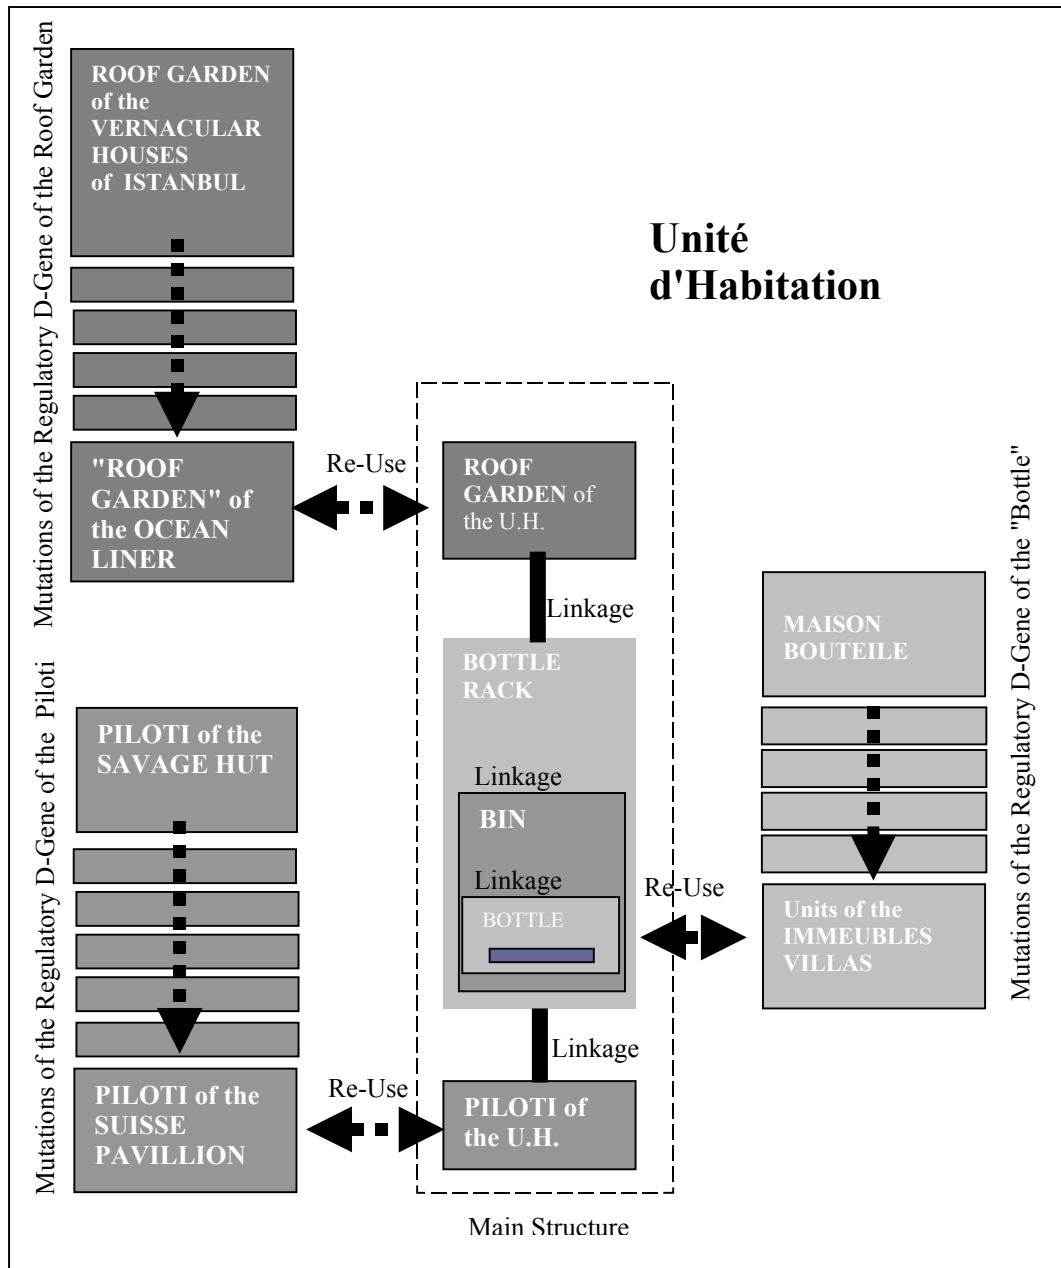 Mutations of the Regulatory D-Gene of the Roof Garden
ROOF GARDEN
of the
VERNACULAR
HOUSES
of ISTANBUL
Unité
d'Habitation
"ROOF
GARDEN" of
the OCEAN
LINER
Re-Use
ROOF
GARDEN of
the U.H.
Linkage
BOTTLE
RACK
Linkage
BIN
Linkage
BOTTLE
Linkage
PILOTI of
the U.H.
Main Structure
Mutations of the Regulatory D-Gene of the Piloti
PILOTI of the
SAVAGE HUT
PILOTI of the
SUISSE
PAVILLION
Re-Use
Re-Use
MAISON
BOUTEILE
Units of the
IMMEUBLES
VILLAS
Mutations of the Regulatory D-Gene of the "Bottle"